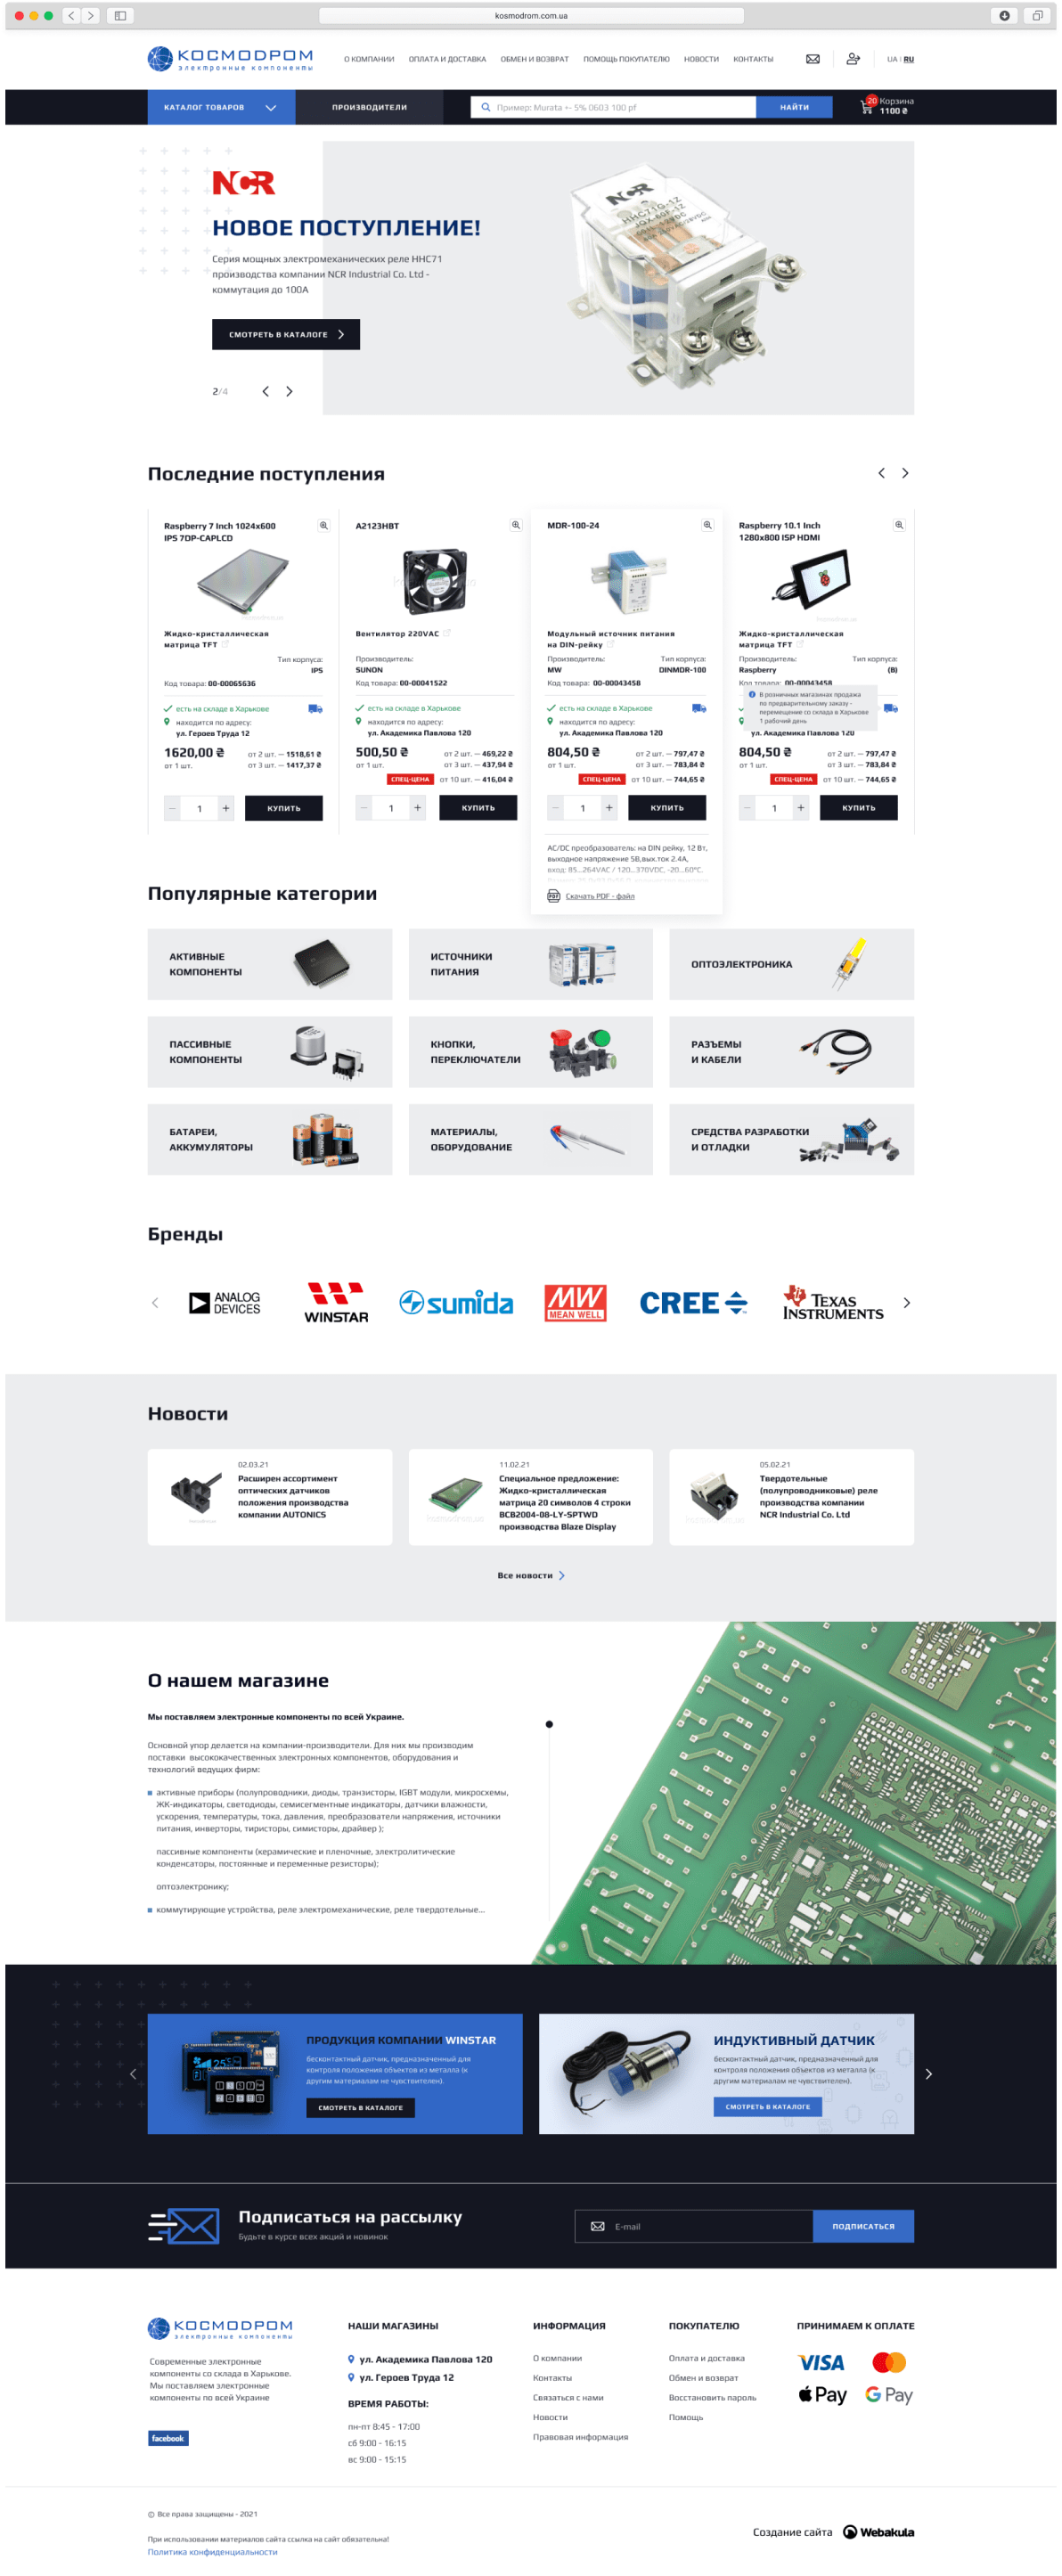 kosmodrom.com.ua
КОСМОДРОМ
электронные компоненты
О КОМПАНИИ
ОПЛАТА И ДОСТАВКА
ОБМЕН И ВОЗВРАТ
ПОМОЩЬ ПОКУПАТЕЛЮ
НОВОСТИ
КОНТАКТЫ
UA | RU
КАТАЛОГ ТОВАРОВ
ПРОИЗВОДИТЕЛИ
Пример: Murata +- 5% 0603 100 pf
НАЙТИ
20
Корзина
1100 ₴
NCR
НОВОЕ ПОСТУПЛЕНИЕ!
Серия мощных электромеханических реле HHC71
производства компании NCR Industrial Co. Ltd -
коммутация до 100А
СМОТРЕТЬ В КАТАЛОГЕ
2/4
NCR
Последние поступления
Raspberry 7 Inch 1024x600
IPS 7DP-CAPLCD
Жидко-кристаллическая
матрица TFT
Тип корпуса:
IPS
Код товара: 00-00065636
есть на складе в Харькове
находится по адресу:
ул. Героев Труда 12
1620,00 ₴
от 1 шт.
от 2 шт. — 1518,61 ₴
от 3 шт. — 1417,37 ₴
1
КУПИТЬ
A2123HBT
Вентилятор 220VAC
Производитель:
SUNON
Код товара: 00-00041522
есть на складе в Харькове
находится по адресу:
ул. Академика Павлова 120
500,50 ₴
от 1 шт.
от 2 шт. — 469,22 ₴
от 3 шт. — 437,94 ₴
СПЕЦ-ЦЕНА от 10 шт. — 416,04 ₴
1
КУПИТЬ
MDR-100-24
Модульный источник питания
на DIN-рейку
Производитель:
MW
Тип корпуса:
DINMDR-100
Код товара: 00-00043458
есть на складе в Харькове
находится по адресу:
ул. Академика Павлова 120
804,50 ₴
от 1 шт.
от 2 шт. — 797,47 ₴
от 3 шт. — 783,84 ₴
СПЕЦ-ЦЕНА от 10 шт. — 744,65 ₴
1
КУПИТЬ
AC/DC преобразователь: на DIN рейку, 12 Вт,
выходное напряжение 5В,вых.ток 2.4А,
вход: 85...264VAC / 120...370VDC, -20...60°C.
PDF
Скачать PDF - файл
Raspberry 10.1 Inch
1280x800 ISP HDMI
Жидко-кристаллическая
матрица TFT
Производитель:
Raspberry
Тип корпуса:
(B)
Код товара: 00-00043458
В розничных магазинах продажа
по предварительному заказу -
перемещение со склада в Харькове
1 рабочий день
ул. Академика Павлова 120
804,50 ₴
от 1 шт.
от 2 шт. — 797,47 ₴
от 3 шт. — 783,84 ₴
СПЕЦ-ЦЕНА от 10 шт. — 744,65 ₴
1
КУПИТЬ
Популярные категории
АКТИВНЫЕ
КОМПОНЕНТЫ
ИСТОЧНИКИ
ПИТАНИЯ
ОПТОЭЛЕКТРОНИКА
ПАССИВНЫЕ
КОМПОНЕНТЫ
КНОПКИ,
ПЕРЕКЛЮЧАТЕЛИ
РАЗЪЕМЫ
И КАБЕЛИ
БАТАРЕИ,
АККУМУЛЯТОРЫ
МАТЕРИАЛЫ,
ОБОРУДОВАНИЕ
СРЕДСТВА РАЗРАБОТКИ
И ОТЛАДКИ
Бренды
ANALOG
DEVICES
WINSTAR
sumida
MW
MEAN WELL
CREE
TEXAS
INSTRUMENTS
Новости
02.03.21
Расширен ассортимент
оптических датчиков
положения производства
компании AUTONICS
11.02.21
Специальное предложение:
Жидко-кристаллическая
матрица 20 символов 4 строки
BCB2004-08-LY-SPTWD
производства Blaze Display
05.02.21
Твердотельные
(полупроводниковые) реле
производства компании
NCR Industrial Co. Ltd
Все новости
О нашем магазине
Мы поставляем электронные компоненты по всей Украине.
Основной упор делается на компании-производители. Для них мы производим
поставки высококачественных электронных компонентов, оборудования и
технологий ведущих фирм:
активные приборы (полупроводники, диоды, транзисторы, IGBT модули, микросхемы,
ЖК-индикаторы, светодиоды, семисегментные индикаторы, датчики влажности,
ускорения, температуры, тока, давления, преобразователи напряжения, источники
питания, инверторы, тиристоры, симисторы, драйвер );
пассивные компоненты (керамические и пленочные, электролитические
конденсаторы, постоянные и переменные резисторы);
оптоэлектронику;
коммутирующие устройства, реле электромеханические, реле твердотельные...
ПРОДУКЦИЯ КОМПАНИИ WINSTAR
бесконтактный датчик, предназначенный для
контроля положения объектов из металла (к
другим материалам не чувствителен).
СМОТРЕТЬ В КАТАЛОГЕ
ИНДУКТИВНЫЙ ДАТЧИК
бесконтактный датчик, предназначенный для
контроля положения объектов из металла (к
другим материалам не чувствителен).
СМОТРЕТЬ В КАТАЛОГЕ
Подписаться на рассылку
Будьте в курсе всех акций и новинок
E-mail
ПОДПИСАТЬСЯ
КОСМОДРОМ
электронные компоненты
Современные электронные
компоненты со склада в Харькове.
Мы поставляем электронные
компоненты по всей Украине
facebook
НАШИ МАГАЗИНЫ
ул. Академика Павлова 120
ул. Героев Труда 12
ВРЕМЯ РАБОТЫ:
пн-пт 8:45 - 17:00
сб 9:00 - 16:15
вс 9:00 - 15:15
ИНФОРМАЦИЯ
О компании
Контакты
Связаться с нами
Новости
Правовая информация
ПОКУПАТЕЛЮ
Оплата и доставка
Обмен и возврат
Восстановить пароль
Помощь
ПРИНИМАЕМ К ОПЛАТЕ
VISA
Pay
G Pay
© Все права защищены - 2021
При использовании материалов сайта ссылка на сайт обязательна!
Политика конфиденциальности
Создание сайта
Webakula